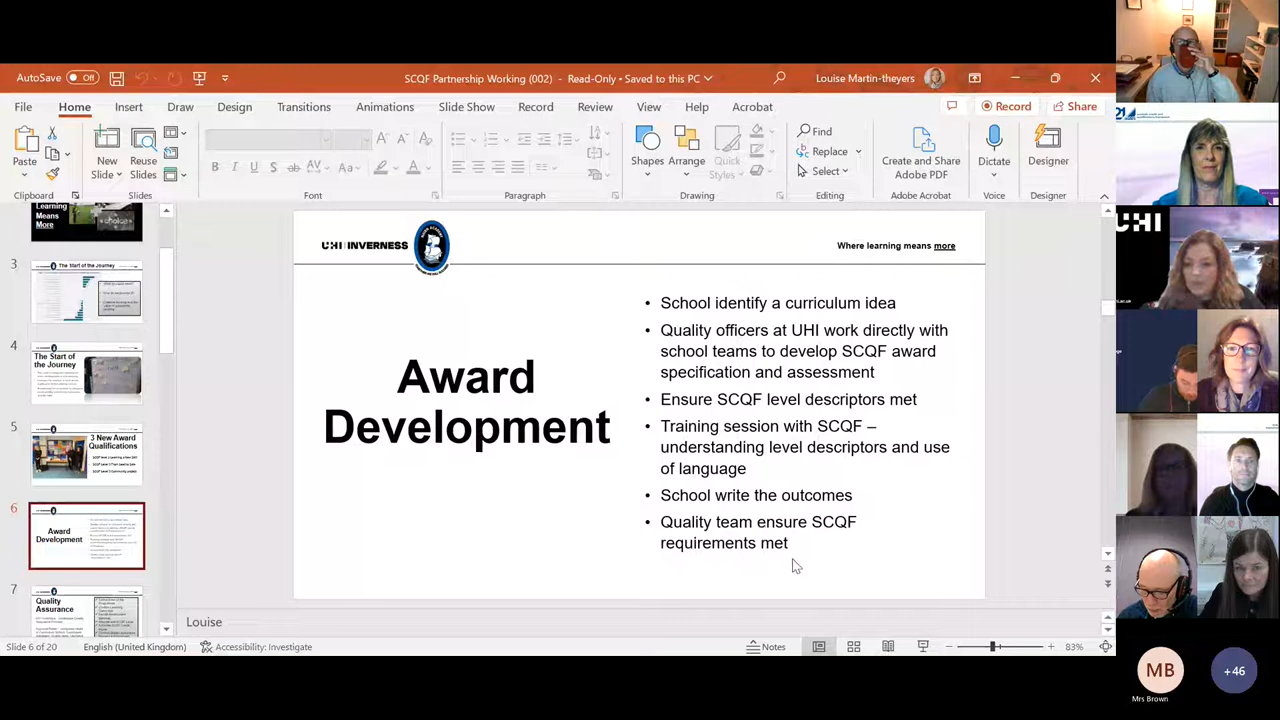 AutoSave
Off
SCQF Partnership Working (002) - Read-Only • Saved to this PC
Louise Martin-theyers
File
Home
Insert
Draw
Design
Transitions
Animations
Slide Show
Record
Review
View
Help
Acrobat
Record
Share
Paste
New
Slide
Reuse
Slides
Shapes
Arrange
Quick
Styles
Find
Replace
Select
Create and Share
Adobe PDF
Dictate
Designer
Clipboard
Slides
Font
Paragraph
Drawing
Editing
Adobe Acrobat
Voice
Designer
Learning
Means
More
choice
3
The Start of the Journey
4
The Start of
the Journey
5
3 New Award
Qualifications
6
Award
Development
7
Quality
Assurance
UHI INVERNESS
Where learning means more
Award
Development
• School identify a curriculum idea
• Quality officers at UHI work directly with
school teams to develop SCQF award
specification and assessment
• Ensure SCQF level descriptors met
• Training session with SCQF –
understanding level descriptors and use
of language
• School write the outcomes
• Quality team ensure SCQF
requirements met
Louise
Slide 6 of 20
English (United Kingdom)
Accessibility: Investigate
Notes
83%
UHI
MB
Mrs Brown
+46